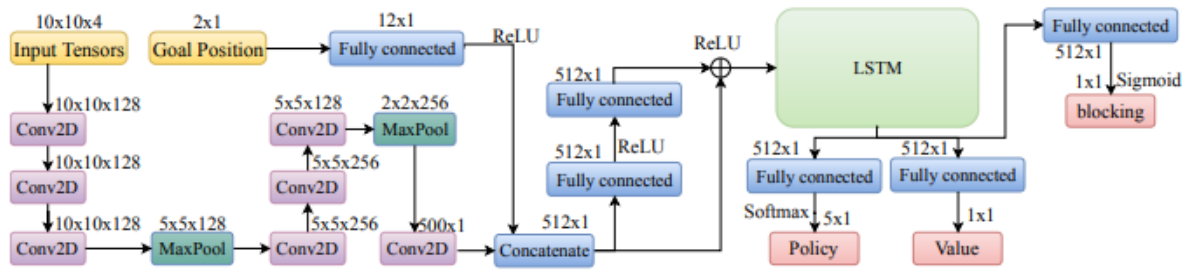 10x10x4
Input Tensors
2x1
Goal Position
12x1
Fully connected
ReLU
10x10x128
Conv2D
10x10x128
Conv2D
10x10x128
Conv2D
5x5x128
MaxPool
5x5x256
Conv2D
5x5x256
Conv2D
5x5x128
Conv2D
2x2x256
MaxPool
500x1
Conv2D
512x1
Concatenate
512x1
Fully connected
ReLU
512x1
Fully connected
ReLU
LSTM
512x1
Fully connected
Softmax
5x1
Policy
512x1
Fully connected
1x1
Value
Fully connected
512x1
1x1
Sigmoid
blocking